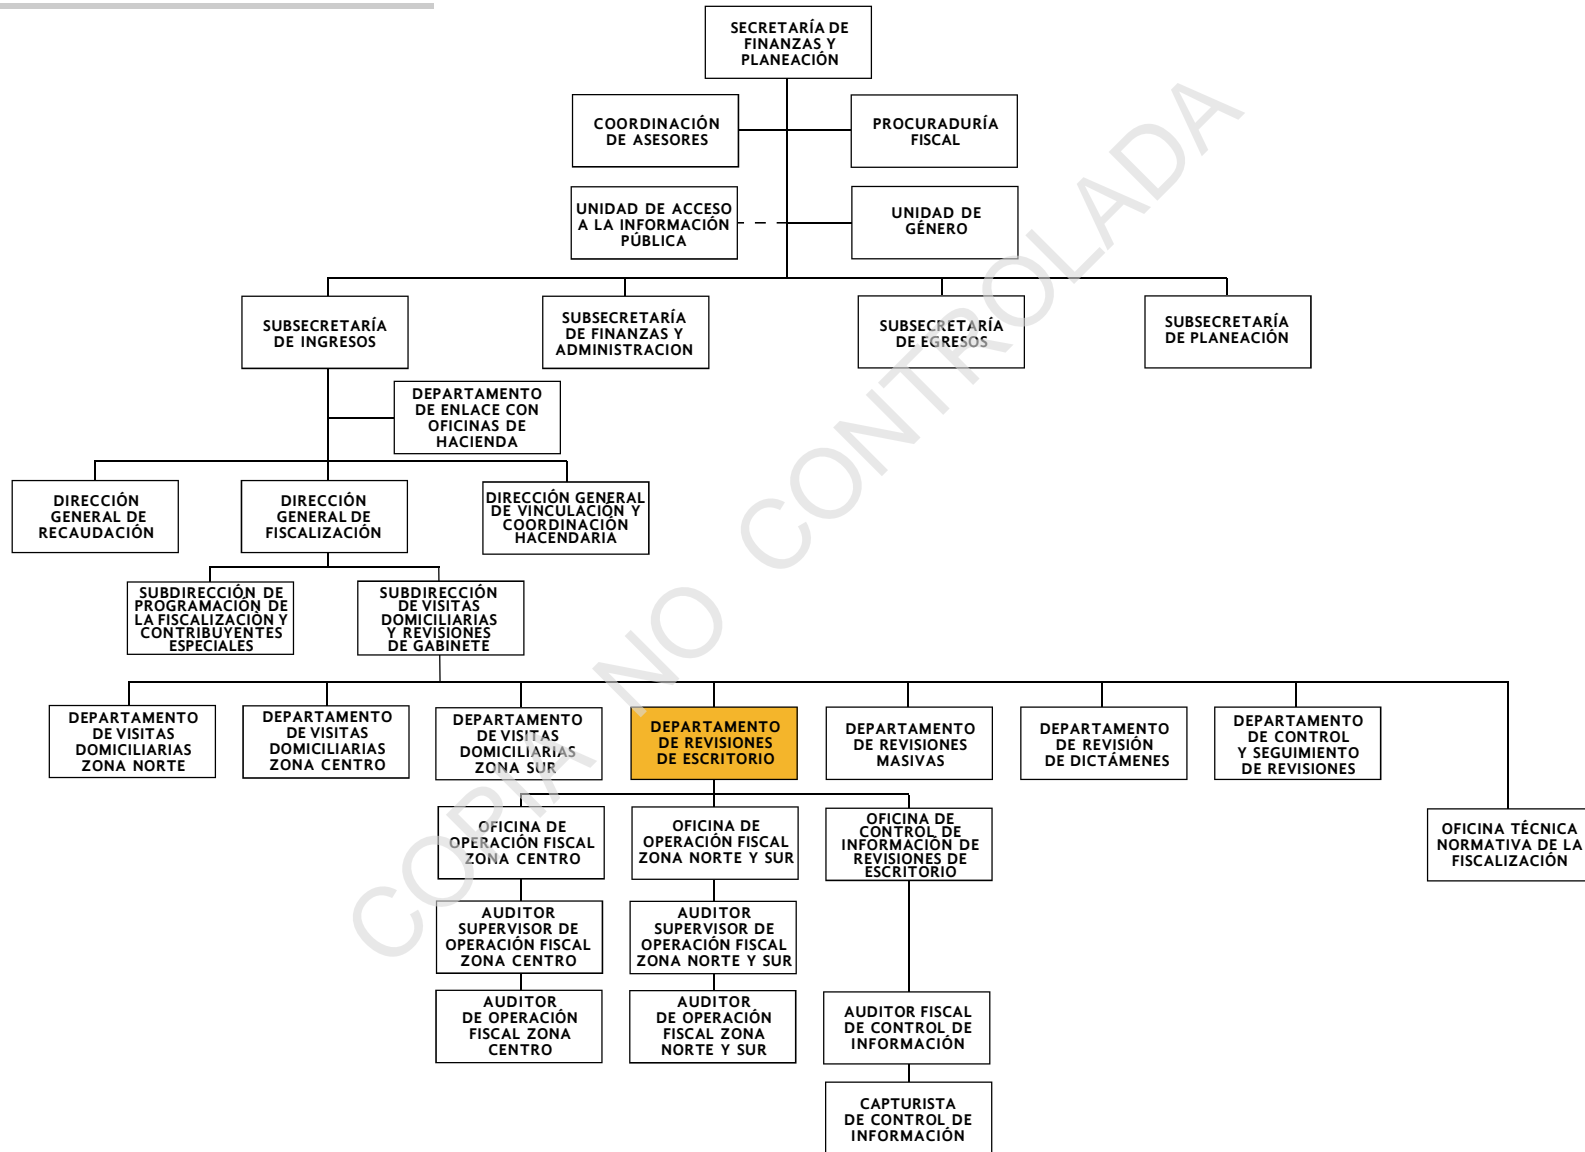 SECRETARÍA DE
FINANZAS Y
PLANEACIÓN
COORDINACIÓN
DE ASESORES
PROCURADURÍA
FISCAL
UNIDAD DE ACCESO
A LA INFORMACIÓN
PÚBLICA
UNIDAD DE
GÉNERO
SUBSECRETARÍA
DE INGRESOS
SUBSECRETARÍA
DE FINANZAS Y
ADMINISTRACION
SUBSECRETARÍA
DE EGRESOS
SUBSECRETARÍA
DE PLANEACIÓN
DEPARTAMENTO
DE ENLACE CON
OFICINAS DE
HACIENDA
DIRECCIÓN
GENERAL DE
RECAUDACIÓN
DIRECCIÓN
GENERAL DE
FISCALIZACIÓN
DIRECCIÓN GENERAL
DE VINCULACIÓN Y
COORDINACIÓN
HACENDARIA
SUBDIRECCIÓN DE
PROGRAMACIÓN DE
LA FISCALIZACIÓN Y
CONTRIBUYENTES
ESPECIALES
SUBDIRECCIÓN
DE VISITAS
DOMICILIARIAS
Y REVISIONES
DE GABINETE
DEPARTAMENTO
DE VISITAS
DOMICILIARIAS
ZONA NORTE
DEPARTAMENTO
DE VISITAS
DOMICILIARIAS
ZONA CENTRO
DEPARTAMENTO
DE VISITAS
DOMICILIARIAS
ZONA SUR
DEPARTAMENTO
DE REVISIONES
DE ESCRITORIO
DEPARTAMENTO
DE REVISIONES
MASIVAS
DEPARTAMENTO
DE REVISIÓN
DE DICTÁMENES
DEPARTAMENTO
DE CONTROL
Y SEGUIMIENTO
DE REVISIONES
OFICINA DE
OPERACIÓN FISCAL
ZONA CENTRO
OFICINA DE
OPERACIÓN FISCAL
ZONA NORTE Y SUR
OFICINA DE
CONTROL DE
INFORMACIÓN DE
REVISIONES DE
ESCRITORIO
OFICINA TÉCNICA
NORMATIVA DE LA
FISCALIZACIÓN
AUDITOR
SUPERVISOR DE
OPERACIÓN FISCAL
ZONA CENTRO
AUDITOR
SUPERVISOR DE
OPERACIÓN FISCAL
ZONA NORTE Y SUR
AUDITOR
DE OPERACIÓN
FISCAL ZONA
CENTRO
AUDITOR
DE OPERACIÓN
FISCAL ZONA
NORTE Y SUR
AUDITOR FISCAL
DE CONTROL DE
INFORMACIÓN
CAPTURISTA
DE CONTROL DE
INFORMACIÓN
COPIA NO CONTROLADA